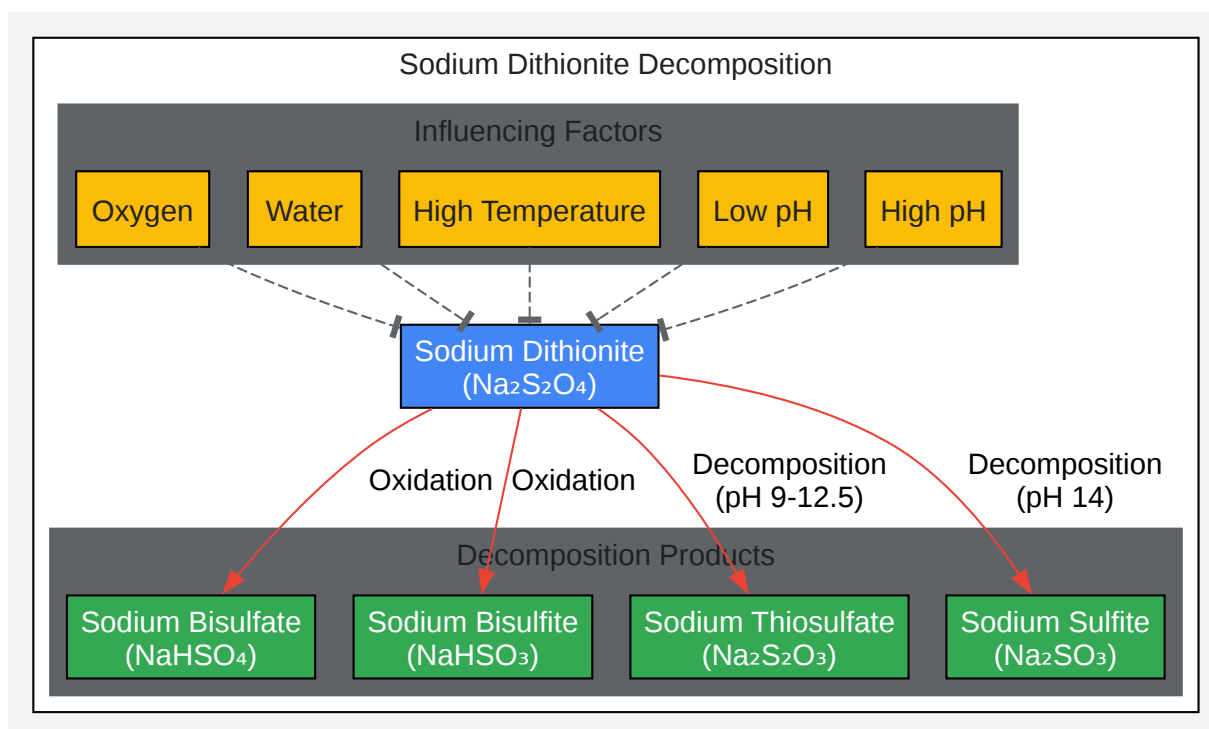 Sodium Dithionite Decomposition
Influencing Factors
Oxygen
Water
High Temperature
Low pH
High pH
Sodium Dithionite
(Na₂S₂O₄)
Oxidation
Oxidation
Decomposition
(pH 9-12.5)
Decomposition
(pH 14)
Decomposition Products
Sodium Bisulfate
(NaHSO₄)
Sodium Bisulfite
(NaHSO₃)
Sodium Thiosulfate
(Na₂S₂O₃)
Sodium Sulfite
(Na₂SO₃)